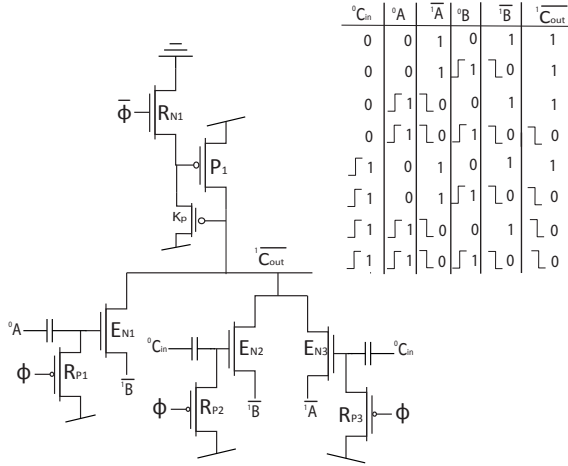 ⁰Cin ⁰A ¹A̅ ⁰B ¹B̅ ¹C̅o̅u̅t̅
0 0 1 0 1 1
0 0 1 1 0 1
0 1 0 0 1 1
0 1 0 1 0 0
1 0 1 0 1 1
1 0 1 1 0 0
1 1 0 0 1 0
1 1 0 1 0 0
ϕ̅
RN1
P1
KP
¹C̅o̅u̅t̅
⁰A
EN1
⁰Cin
EN2
EN3
⁰Cin
ϕ
RP1
¹B̅
ϕ
RP2
¹B̅
¹A̅
RP3
ϕ